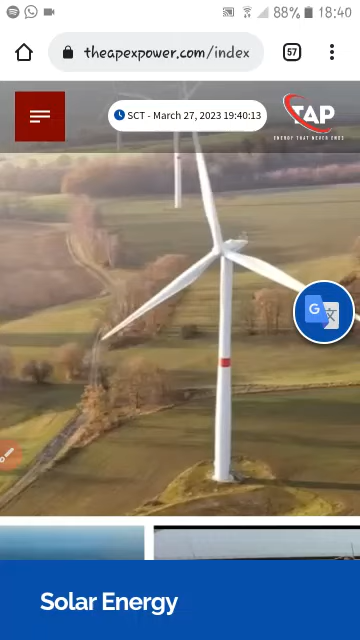 88% 18:40
theapexpower.com/index
57
SCT - March 27, 2023 19:40:13
TAP
ENERGY THAT NEVER ENDS
G 文
Solar Energy